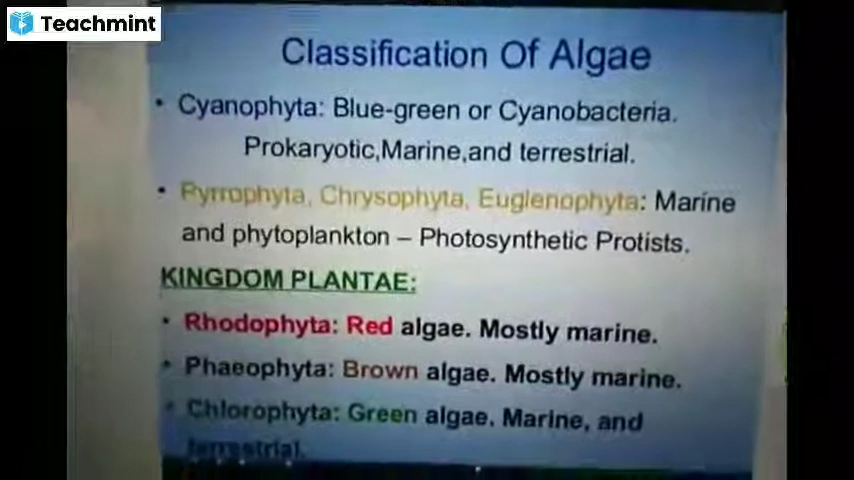 Teachmint
Classification Of Algae
• Cyanophyta: Blue-green or Cyanobacteria.
Prokaryotic,Marine,and terrestrial.
• Pyrrophyta, Chrysophyta, Euglenophyta: Marine
and phytoplankton – Photosynthetic Protists.
KINGDOM PLANTAE:
• Rhodophyta: Red algae. Mostly marine.
• Phaeophyta: Brown algae. Mostly marine.
• Chlorophyta: Green algae. Marine, and
terrestrial.